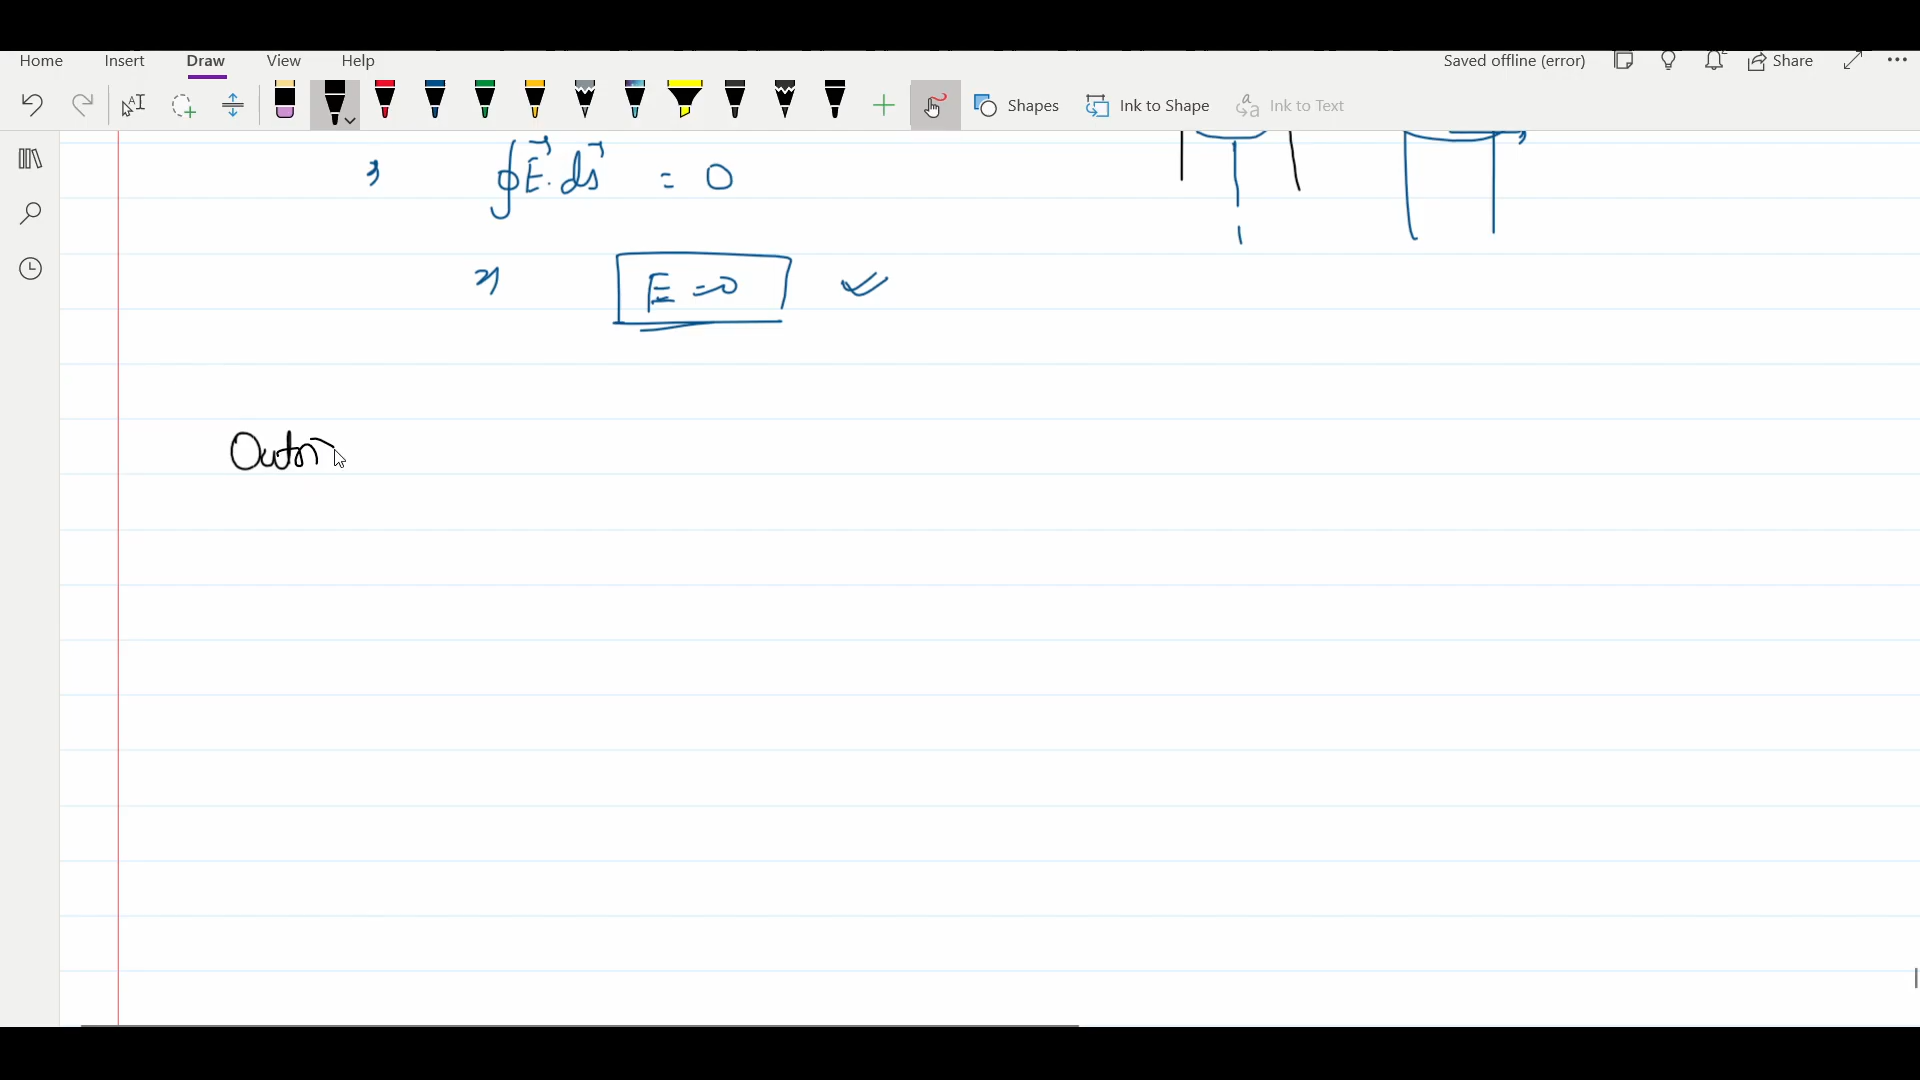 Home Insert Draw View Help Saved offline (error) Share
Shapes Ink to Shape Ink to Text
∮E⃗. ds⃗ = 0
E = 0
Outr